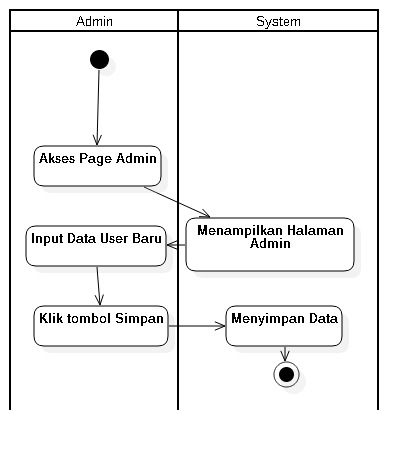 Admin
System
Akses Page Admin
Menampilkan Halaman
Admin
Input Data User Baru
Klik tombol Simpan
Menyimpan Data